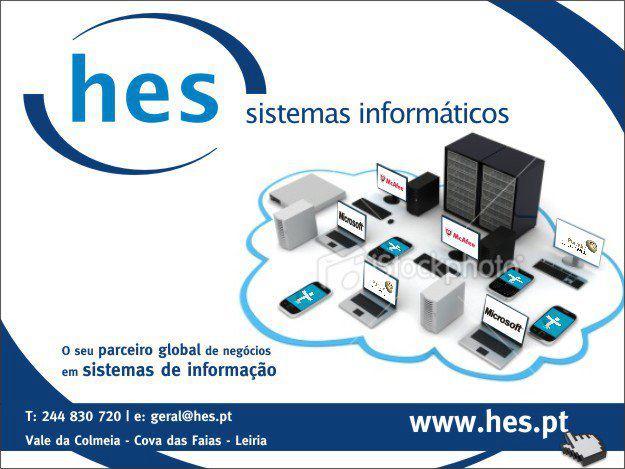 hes
sistemas informáticos
McAfee
Microsoft
McAfee
iStockphoto
Microsoft
O seu parceiro global de negócios
em sistemas de informação
T: 244 830 720 | e: geral@hes.pt
www.hes.pt
Vale da Colmeia - Cova das Faias - Leiria